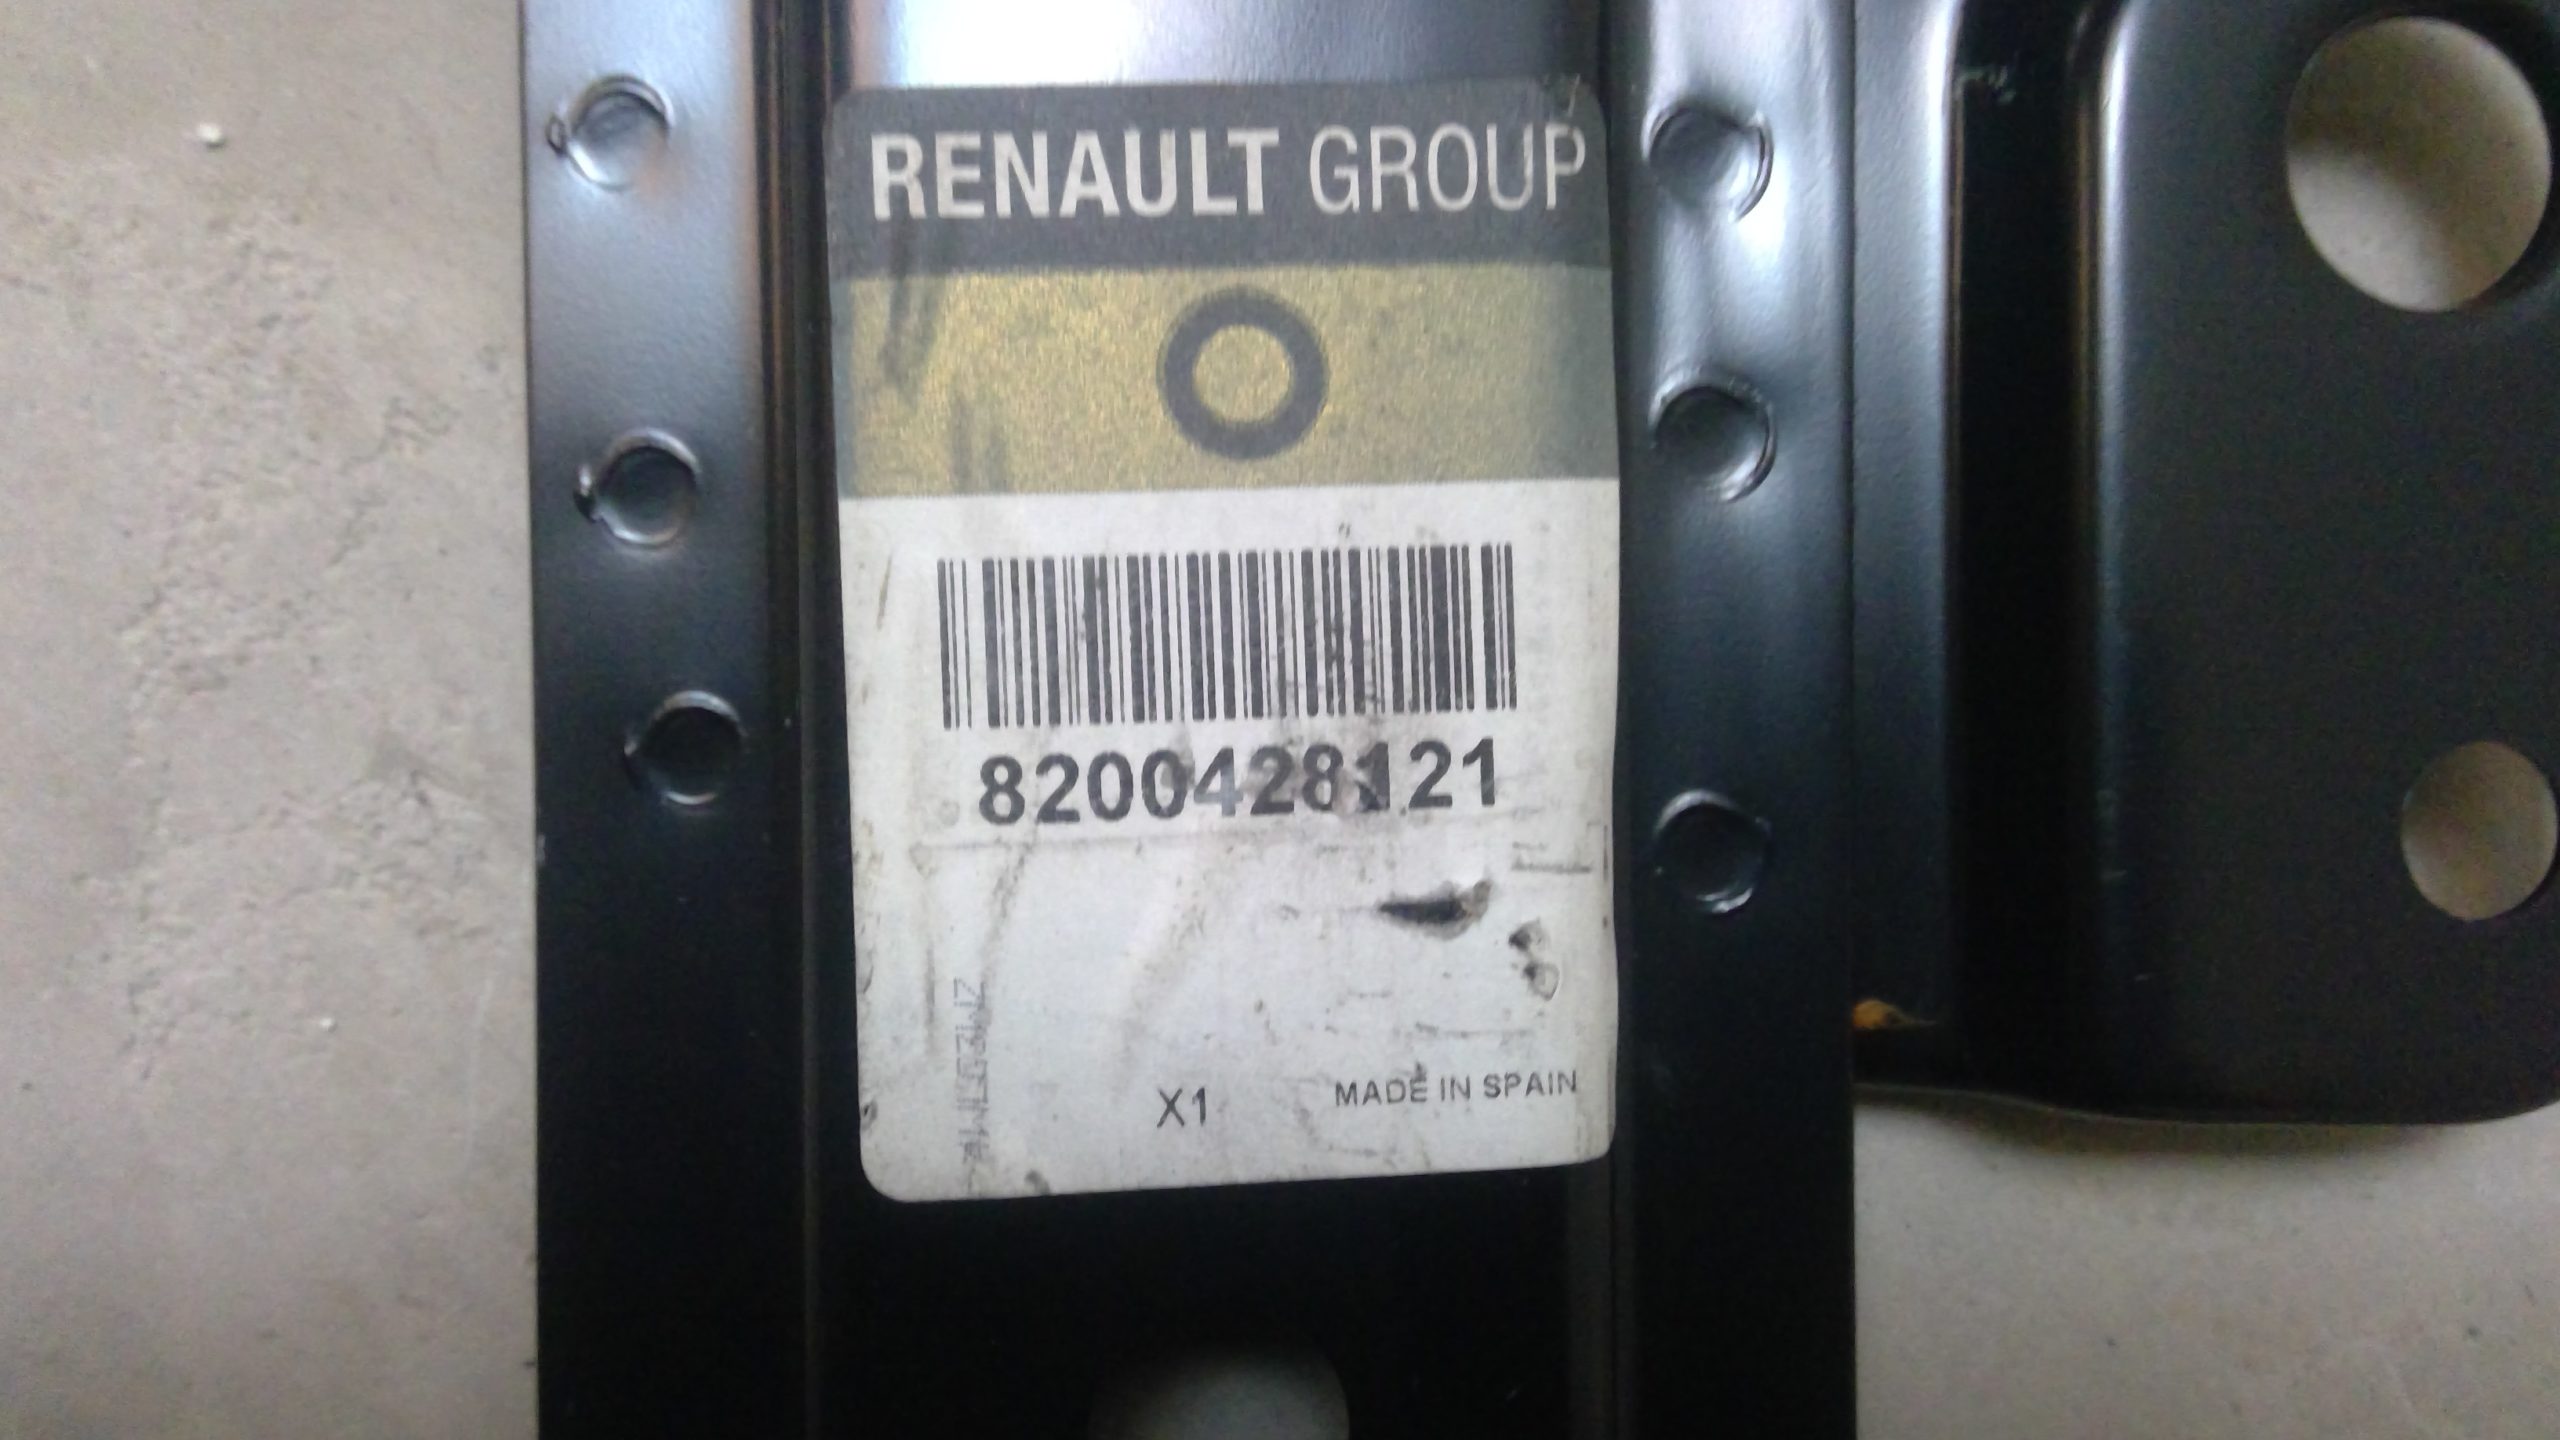 RENAULT GROUP
8200428121
X1
MADE IN SPAIN